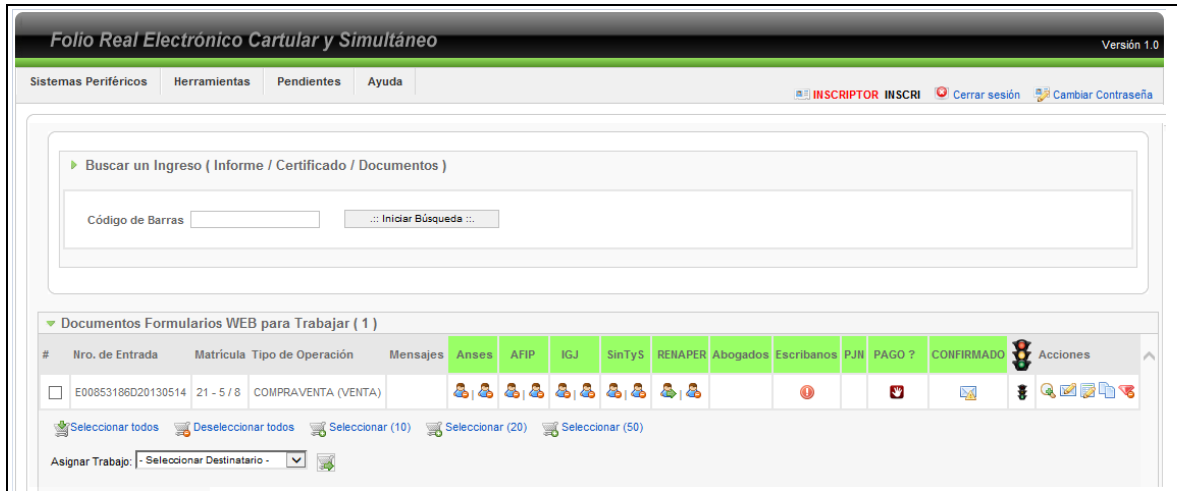 Folio Real Electrónico Cartular y Simultáneo
Versión 1.0
Sistemas Periféricos Herramientas Pendientes Ayuda
INSCRIPTOR INSCRI Cerrar sesión Cambiar Contraseña
Buscar un Ingreso ( Informe / Certificado / Documentos )
Código de Barras .:: Iniciar Búsqueda ::.
Documentos Formularios WEB para Trabajar ( 1 )
# Nro. de Entrada Matrícula Tipo de Operación Mensajes Anses AFIP IGJ SinTyS RENAPER Abogados Escribanos PJN PAGO ? CONFIRMADO Acciones
E00853186D20130514 21 - 5 / 8 COMPRAVENTA (VENTA) | | | | |
Seleccionar todos Deseleccionar todos Seleccionar (10) Seleccionar (20) Seleccionar (50)
Asignar Trabajo: - Seleccionar Destinatario -